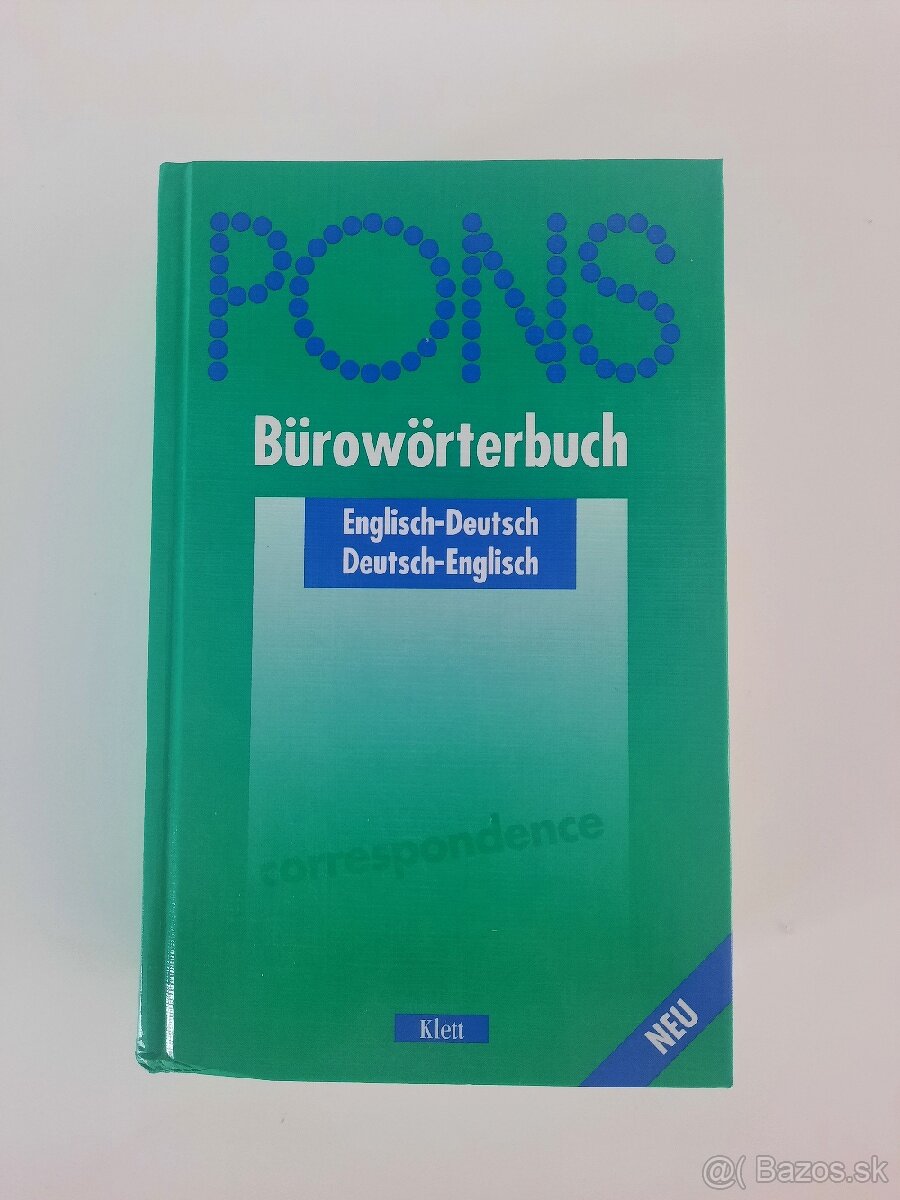 PONS
Bürowörterbuch
Englisch-Deutsch
Deutsch-Englisch
correspondence
Klett
NEU
@( Bazos.sk